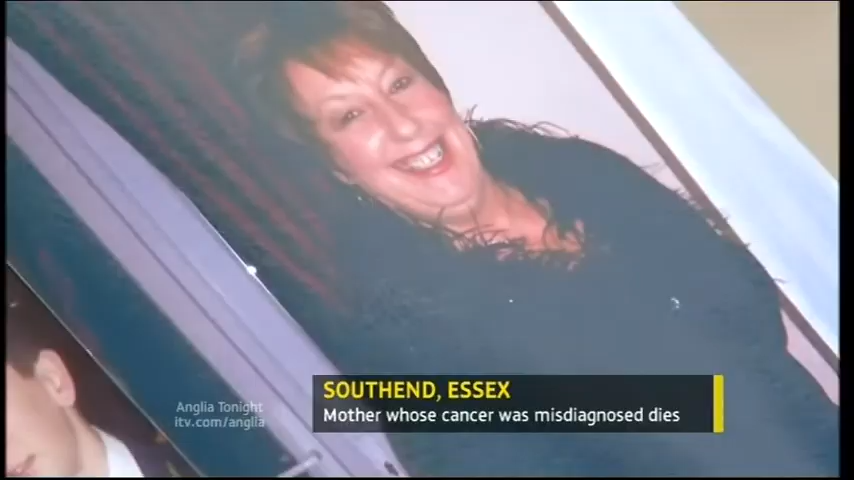 SOUTHEND, ESSEX
Mother whose cancer was misdiagnosed dies
Anglia Tonight
itv.com/anglia